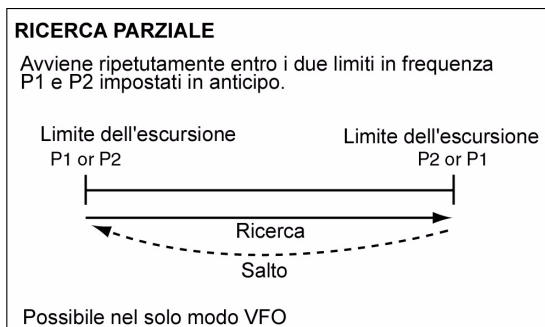 RICERCA PARZIALE
Avviene ripetutamente entro i due limiti in frequenza
P1 e P2 impostati in anticipo.
Limite dell'escursione Limite dell'escursione
P1 or P2 P2 or P1
Ricerca
Salto
Possibile nel solo modo VFO